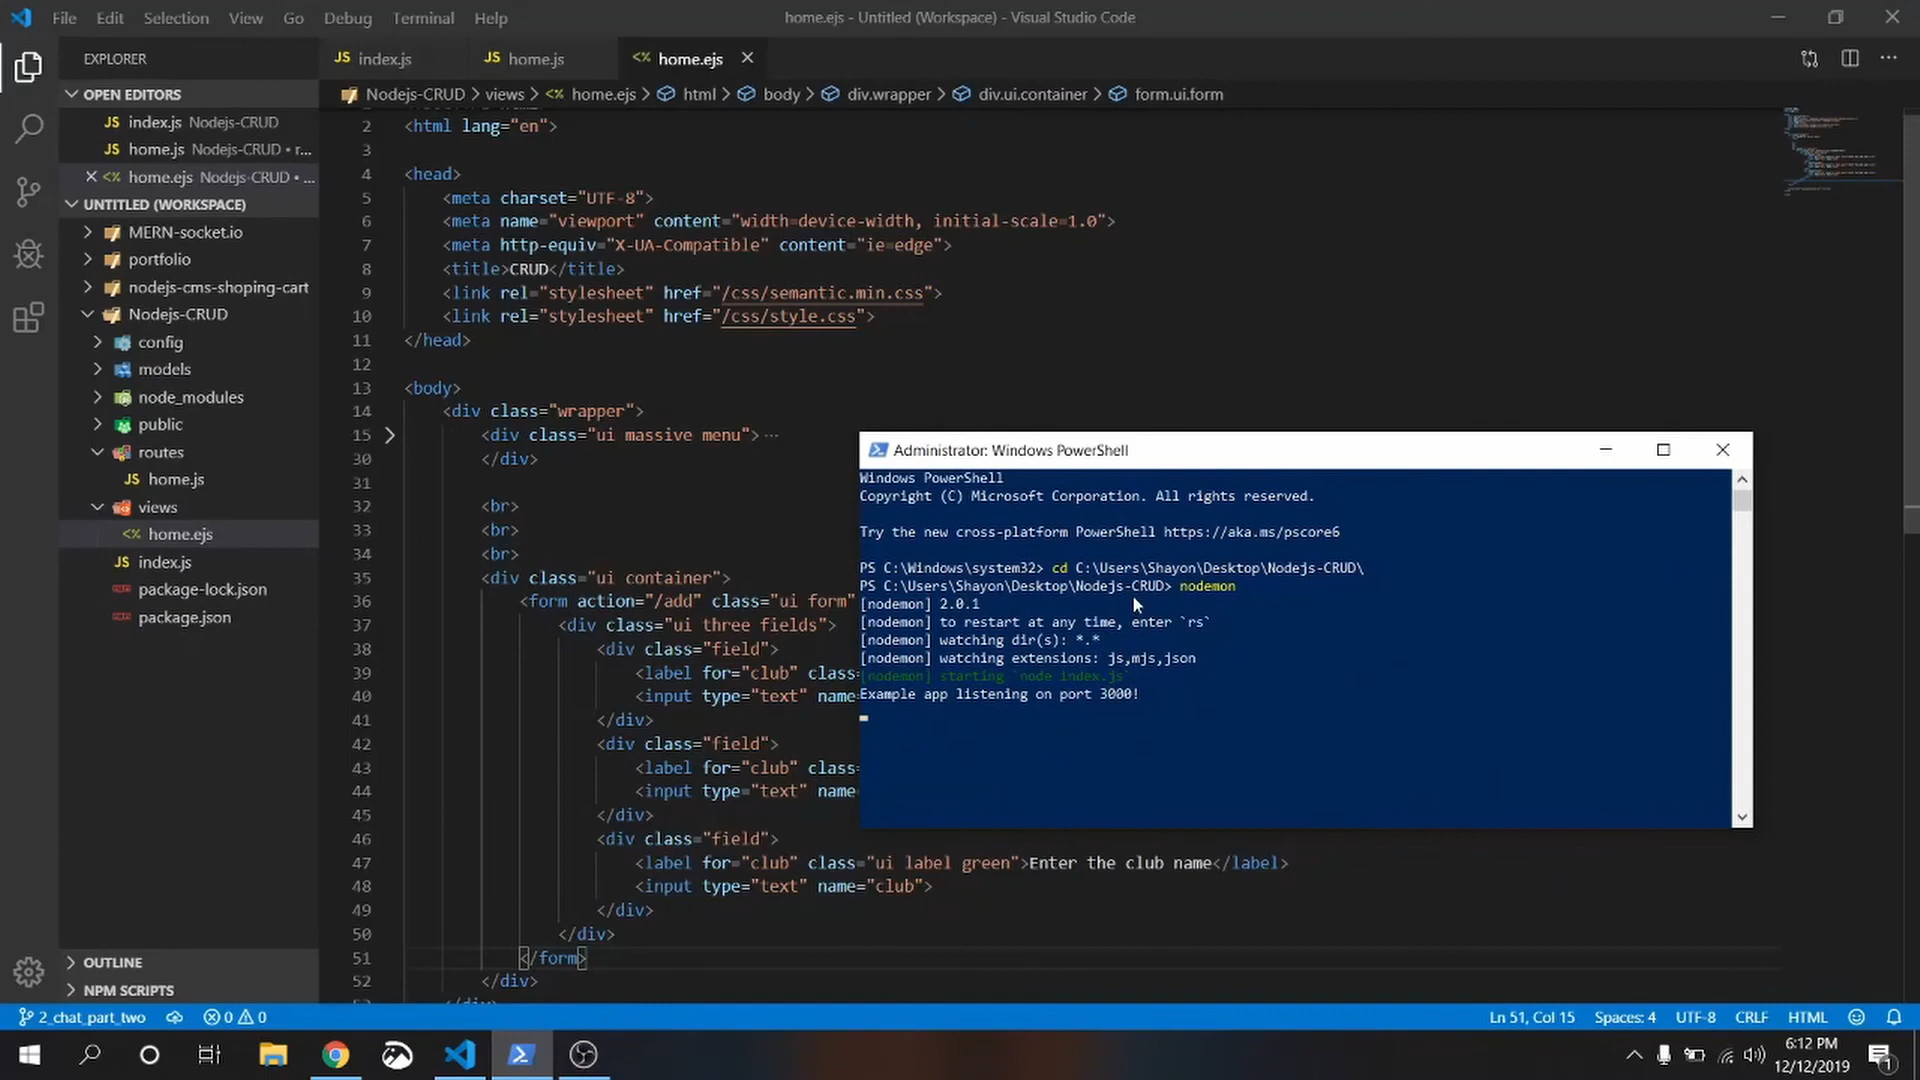 File Edit Selection View Go Debug Terminal Help
home.ejs - Untitled (Workspace) - Visual Studio Code
EXPLORER
JS index.js
JS home.js
<% home.ejs
OPEN EDITORS
JS index.js Nodejs-CRUD
JS home.js Nodejs-CRUD • r...
<% home.ejs Nodejs-CRUD • ...
UNTITLED (WORKSPACE)
MERN-socket.io
portfolio
nodejs-cms-shoping-cart
Nodejs-CRUD
config
models
node_modules
public
routes
JS home.js
views
<% home.ejs
JS index.js
package-lock.json
package.json
OUTLINE
NPM SCRIPTS
Nodejs-CRUD > views > <% home.ejs > html > body > div.wrapper > div.ui.container > form.ui.form
2 <html lang="en">
3
4 <head>
5 <meta charset="UTF-8">
6 <meta name="viewport" content="width=device-width, initial-scale=1.0">
7 <meta http-equiv="X-UA-Compatible" content="ie=edge">
8 <title>CRUD</title>
9 <link rel="stylesheet" href="/css/semantic.min.css">
10 <link rel="stylesheet" href="/css/style.css">
11 </head>
12
13 <body>
14 <div class="wrapper">
15 <div class="ui massive menu"> ...
30 </div>
31
32 <br>
33 <br>
34 <br>
35 <div class="ui container">
36 <form action="/add" class="ui form"
37 <div class="ui three fields">
38 <div class="field">
39 <label for="club" class=
40 <input type="text" name=
41 </div>
42 <div class="field">
43 <label for="club" class=
44 <input type="text" name=
45 </div>
46 <div class="field">
47 <label for="club" class="ui label green">Enter the club name</label>
48 <input type="text" name="club">
49 </div>
50 </div>
51 </form>
52 </div>
Administrator: Windows PowerShell
Windows PowerShell
Copyright (C) Microsoft Corporation. All rights reserved.
Try the new cross-platform PowerShell https://aka.ms/pscore6
PS C:\Windows\system32> cd C:\Users\Shayon\Desktop\Nodejs-CRUD\
PS C:\Users\Shayon\Desktop\Nodejs-CRUD> nodemon
[nodemon] 2.0.1
[nodemon] to restart at any time, enter `rs`
[nodemon] watching dir(s): *.*
[nodemon] watching extensions: js,mjs,json
[nodemon] starting `node index.js`
Example app listening on port 3000!
2_chat_part_two
0 0
Ln 51, Col 15 Spaces: 4 UTF-8 CRLF HTML
6:12 PM
12/12/2019
1